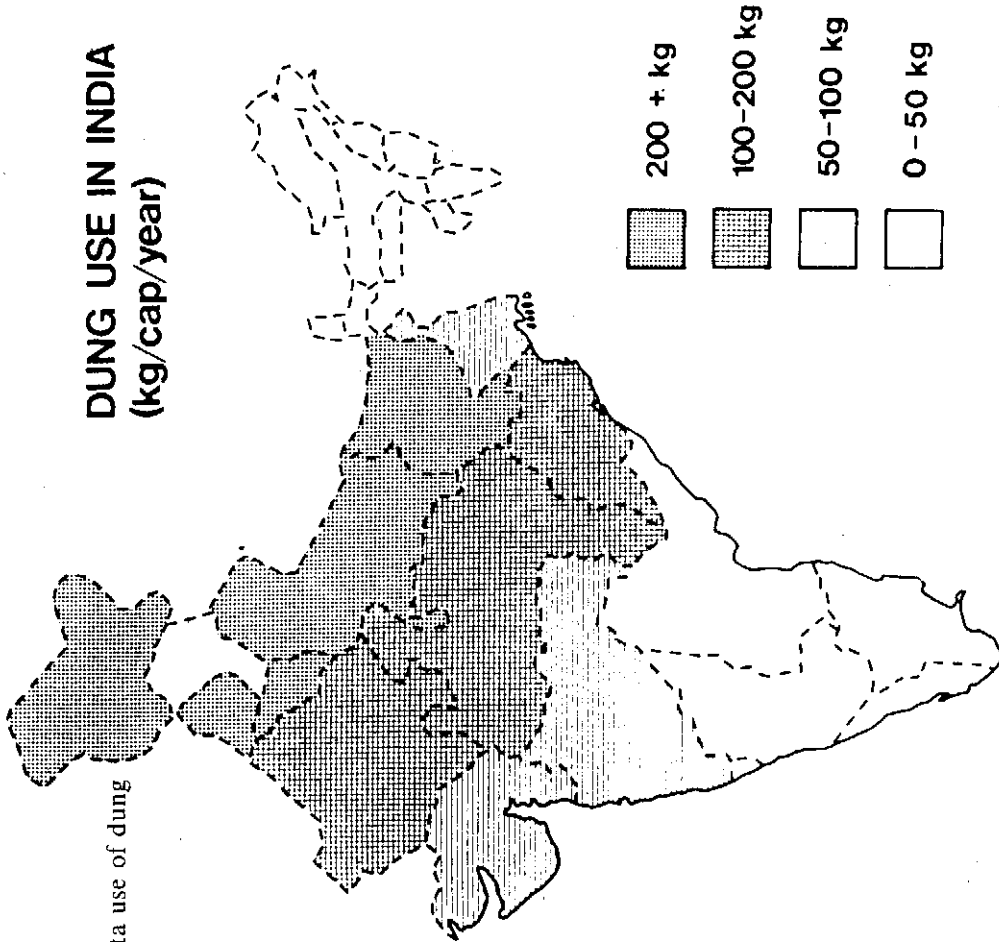 DUNG USE IN INDIA
(kg/cap/year)
ta use of dung
200 + kg
100-200 kg
50-100 kg
0 - 50 kg